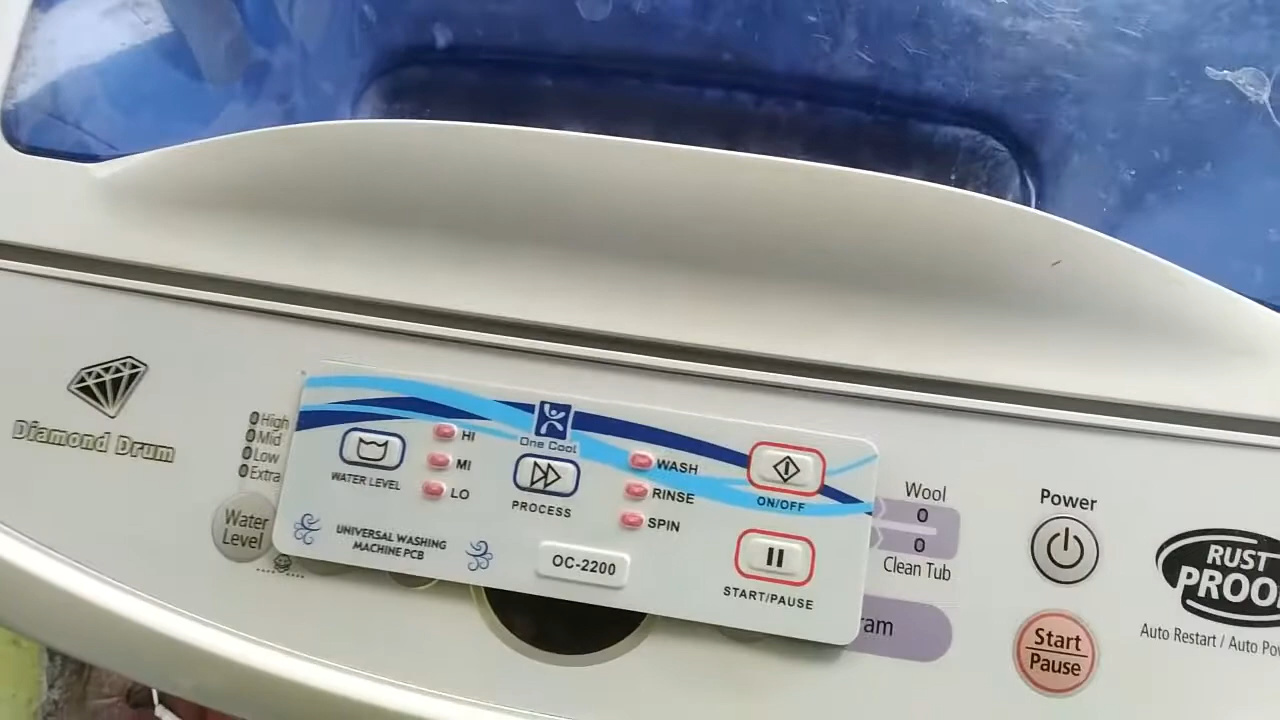 Diamond Drum
High
Mid
Low
Extra
Water
Level
WATER LEVEL
HI
MI
LO
One Cool
PROCESS
WASH
RINSE
SPIN
ON/OFF
UNIVERSAL WASHING
MACHINE PCB
OC-2200
START/PAUSE
Wool
Clean Tub
ram
Power
Start
Pause
RUST
PROO
Auto Restart / Auto Po